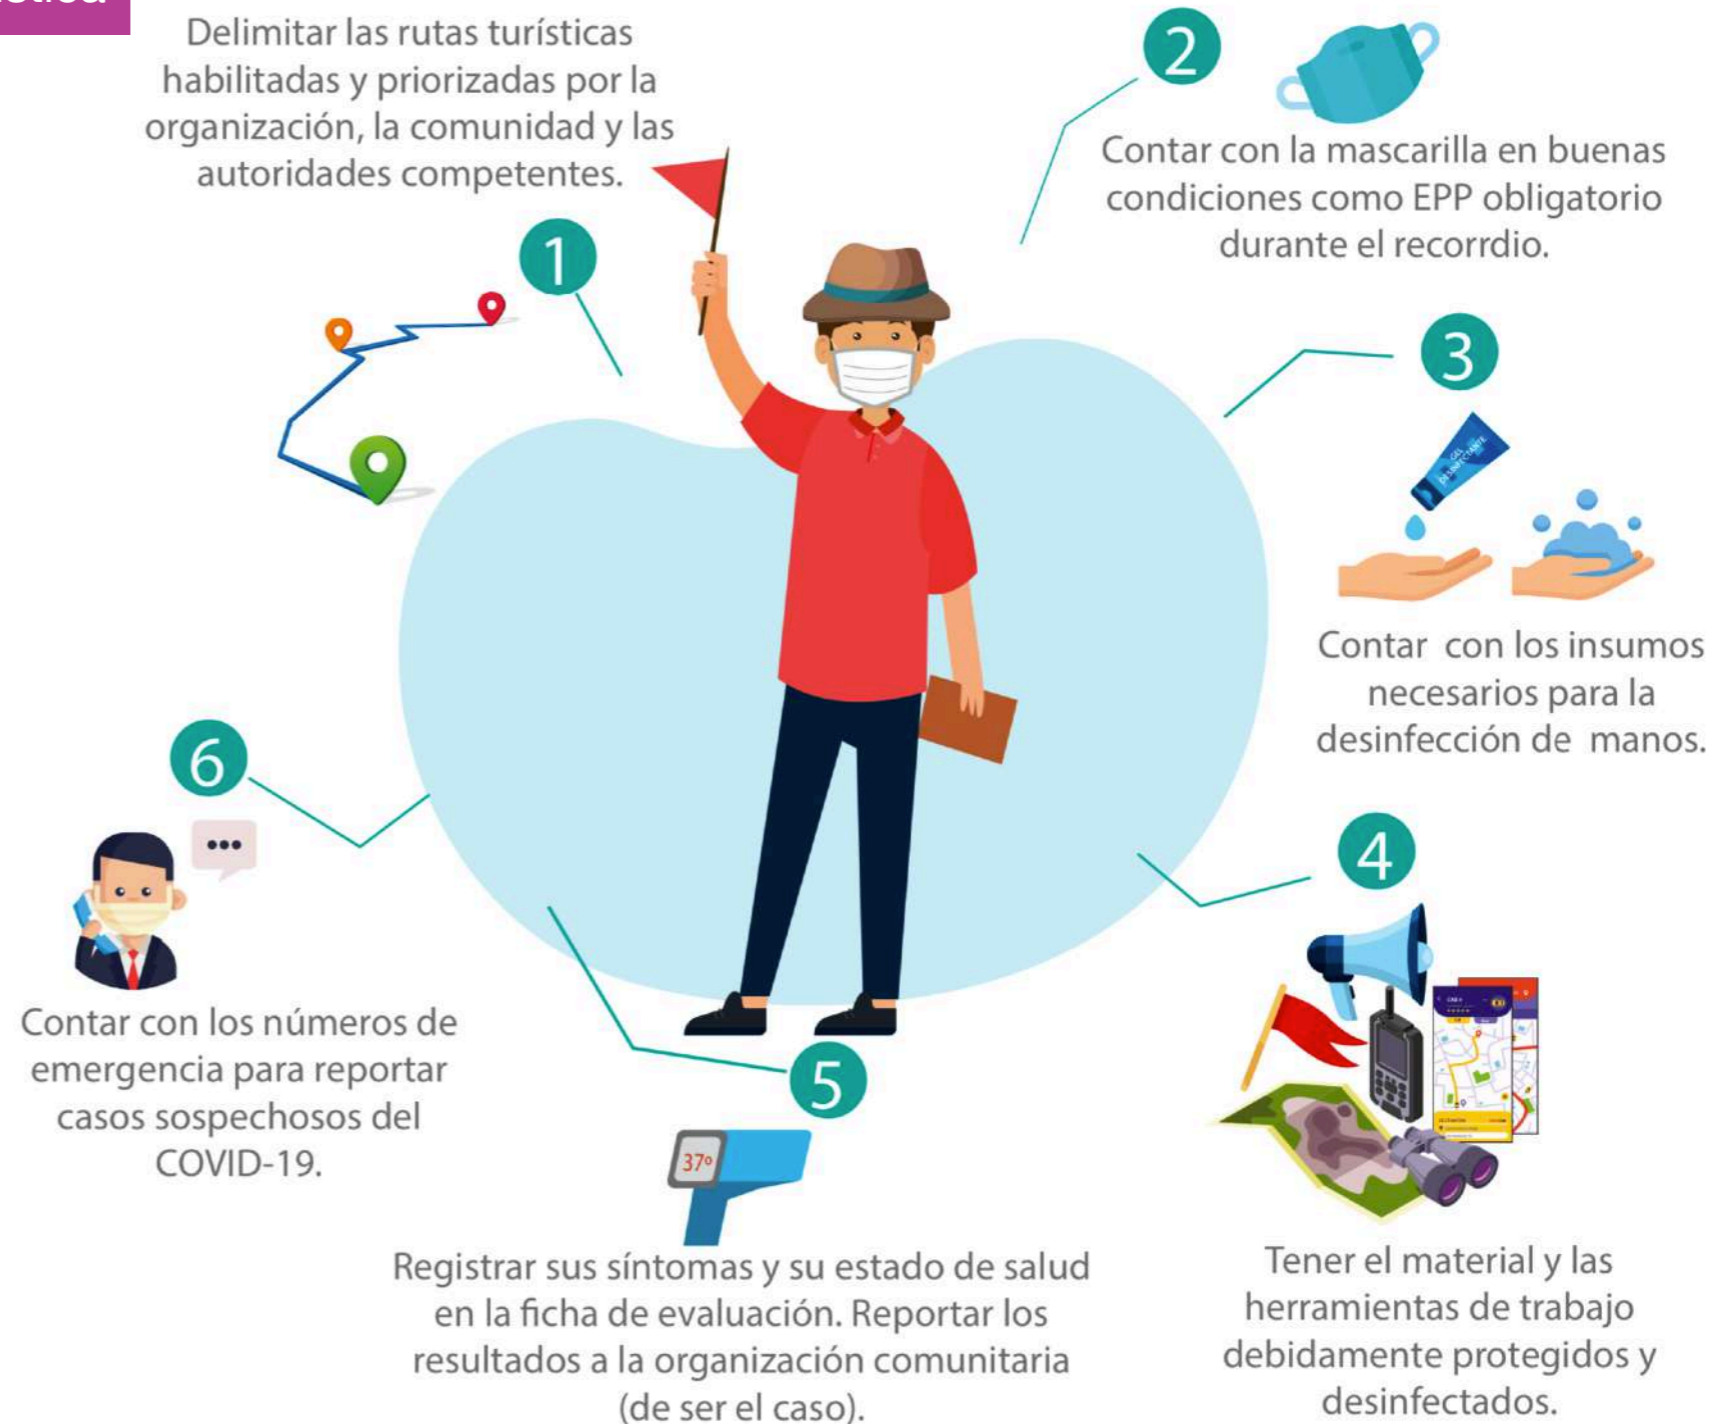 Delimitar las rutas turísticas
habilitadas y priorizadas por la
organización, la comunidad y las
autoridades competentes.
1
2
Contar con la mascarilla en buenas
condiciones como EPP obligatorio
durante el recorrdio.
3
GEL
DESINFECTANTE
Contar con los insumos
necesarios para la
desinfección de manos.
4
Tener el material y las
herramientas de trabajo
debidamente protegidos y
desinfectados.
5
37º
Registrar sus síntomas y su estado de salud
en la ficha de evaluación. Reportar los
resultados a la organización comunitaria
(de ser el caso).
6
Contar con los números de
emergencia para reportar
casos sospechosos del
COVID-19.